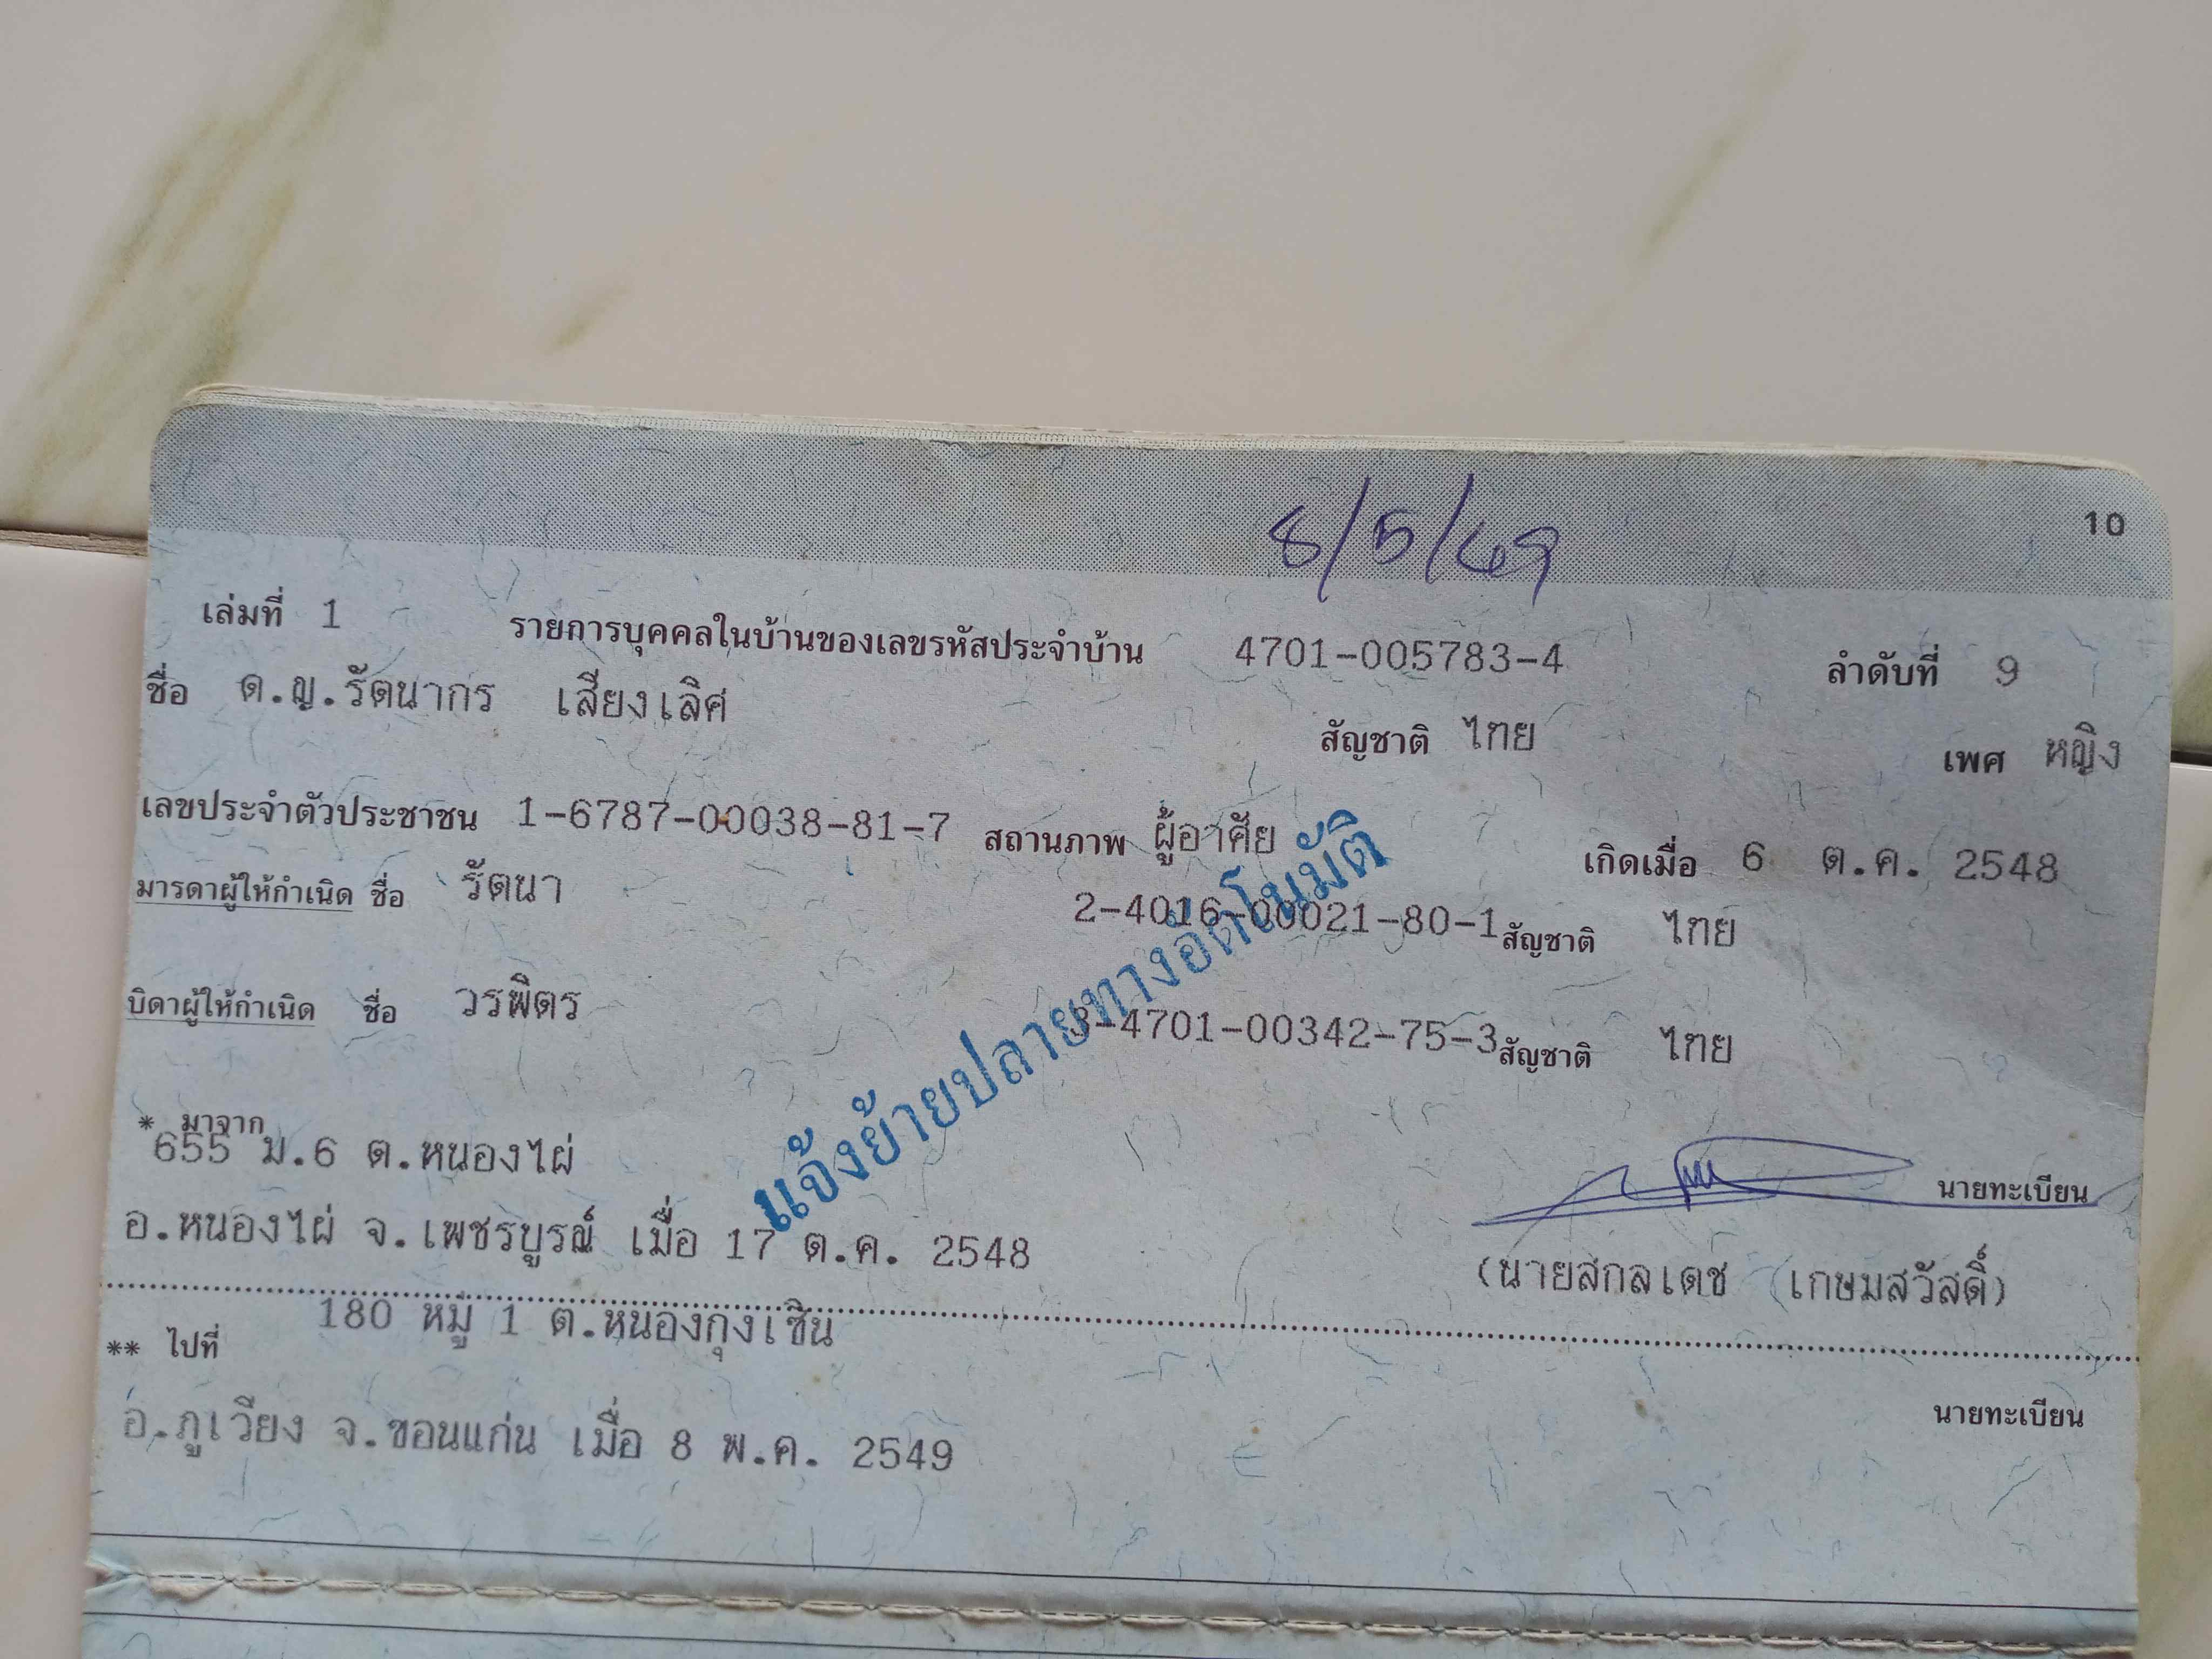 8/5/49
10
เล่มที่ 1 รายการบุคคลในบ้านของเลขรหัสประจำบ้าน 4701-005783-4 ลำดับที่ 9
ชื่อ ด.ญ.รัตนากร เสียงเลิศ สัญชาติ ไทย เพศ หญิง
เลขประจำตัวประชาชน 1-6787-00038-81-7 สถานภาพ ผู้อาศัย เกิดเมื่อ 6 ต.ค. 2548
มารดาผู้ให้กำเนิด ชื่อ รัตนา 2-4016-00021-80-1 สัญชาติ ไทย
บิดาผู้ให้กำเนิด ชื่อ วรพิตร 3-4701-00342-75-3 สัญชาติ ไทย
แจ้งย้ายปลายทางอัตโนมัติ
* มาจาก
655 ม.6 ต.หนองไผ่ นายทะเบียน
อ.หนองไผ่ จ.เพชรบูรณ์ เมื่อ 17 ต.ค. 2548 (นายสกลเดช เกษมสวัสดิ์)
** ไปที่ 180 หมู่ 1 ต.หนองกุงเซิน
อ.ภูเวียง จ.ขอนแก่น เมื่อ 8 พ.ค. 2549 นายทะเบียน